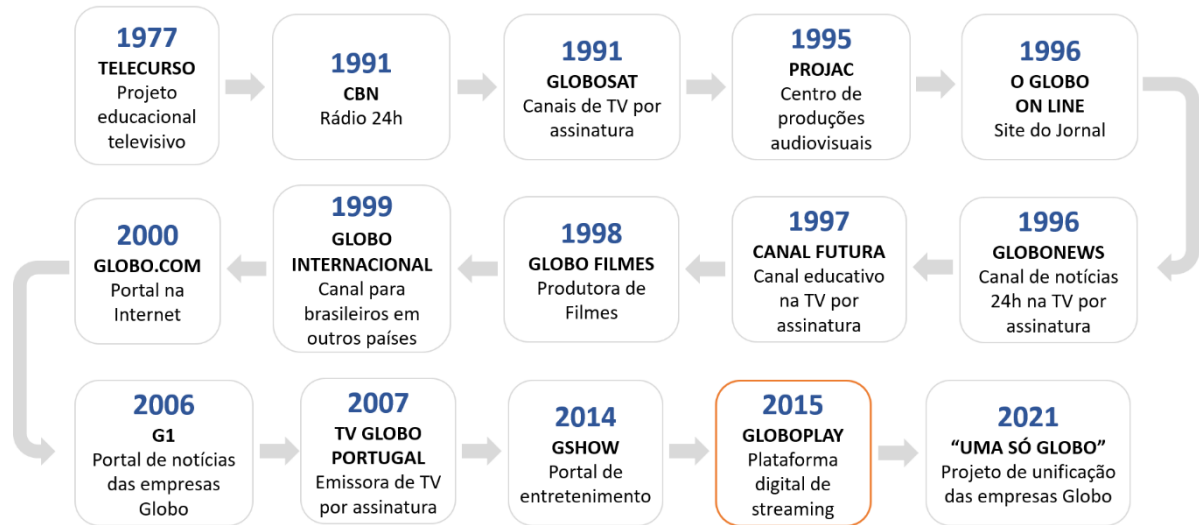 1977
TELECURSO
Projeto
educacional
televisivo
1991
CBN
Rádio 24h
1991
GLOBOSAT
Canais de TV por
assinatura
1995
PROJAC
Centro de
produções
audiovisuais
1996
O GLOBO
ON LINE
Site do Jornal
1996
GLOBONEWS
Canal de notícias
24h na TV por
assinatura
1997
CANAL FUTURA
Canal educativo
na TV por
assinatura
1998
GLOBO FILMES
Produtora de
Filmes
1999
GLOBO
INTERNACIONAL
Canal para
brasileiros em
outros países
2000
GLOBO.COM
Portal na
Internet
2006
G1
Portal de notícias
das empresas
Globo
2007
TV GLOBO
PORTUGAL
Emissora de TV
por assinatura
2014
GSHOW
Portal de
entretenimento
2015
GLOBOPLAY
Plataforma
digital de
streaming
2021
“UMA SÓ GLOBO”
Projeto de unificação
das empresas Globo